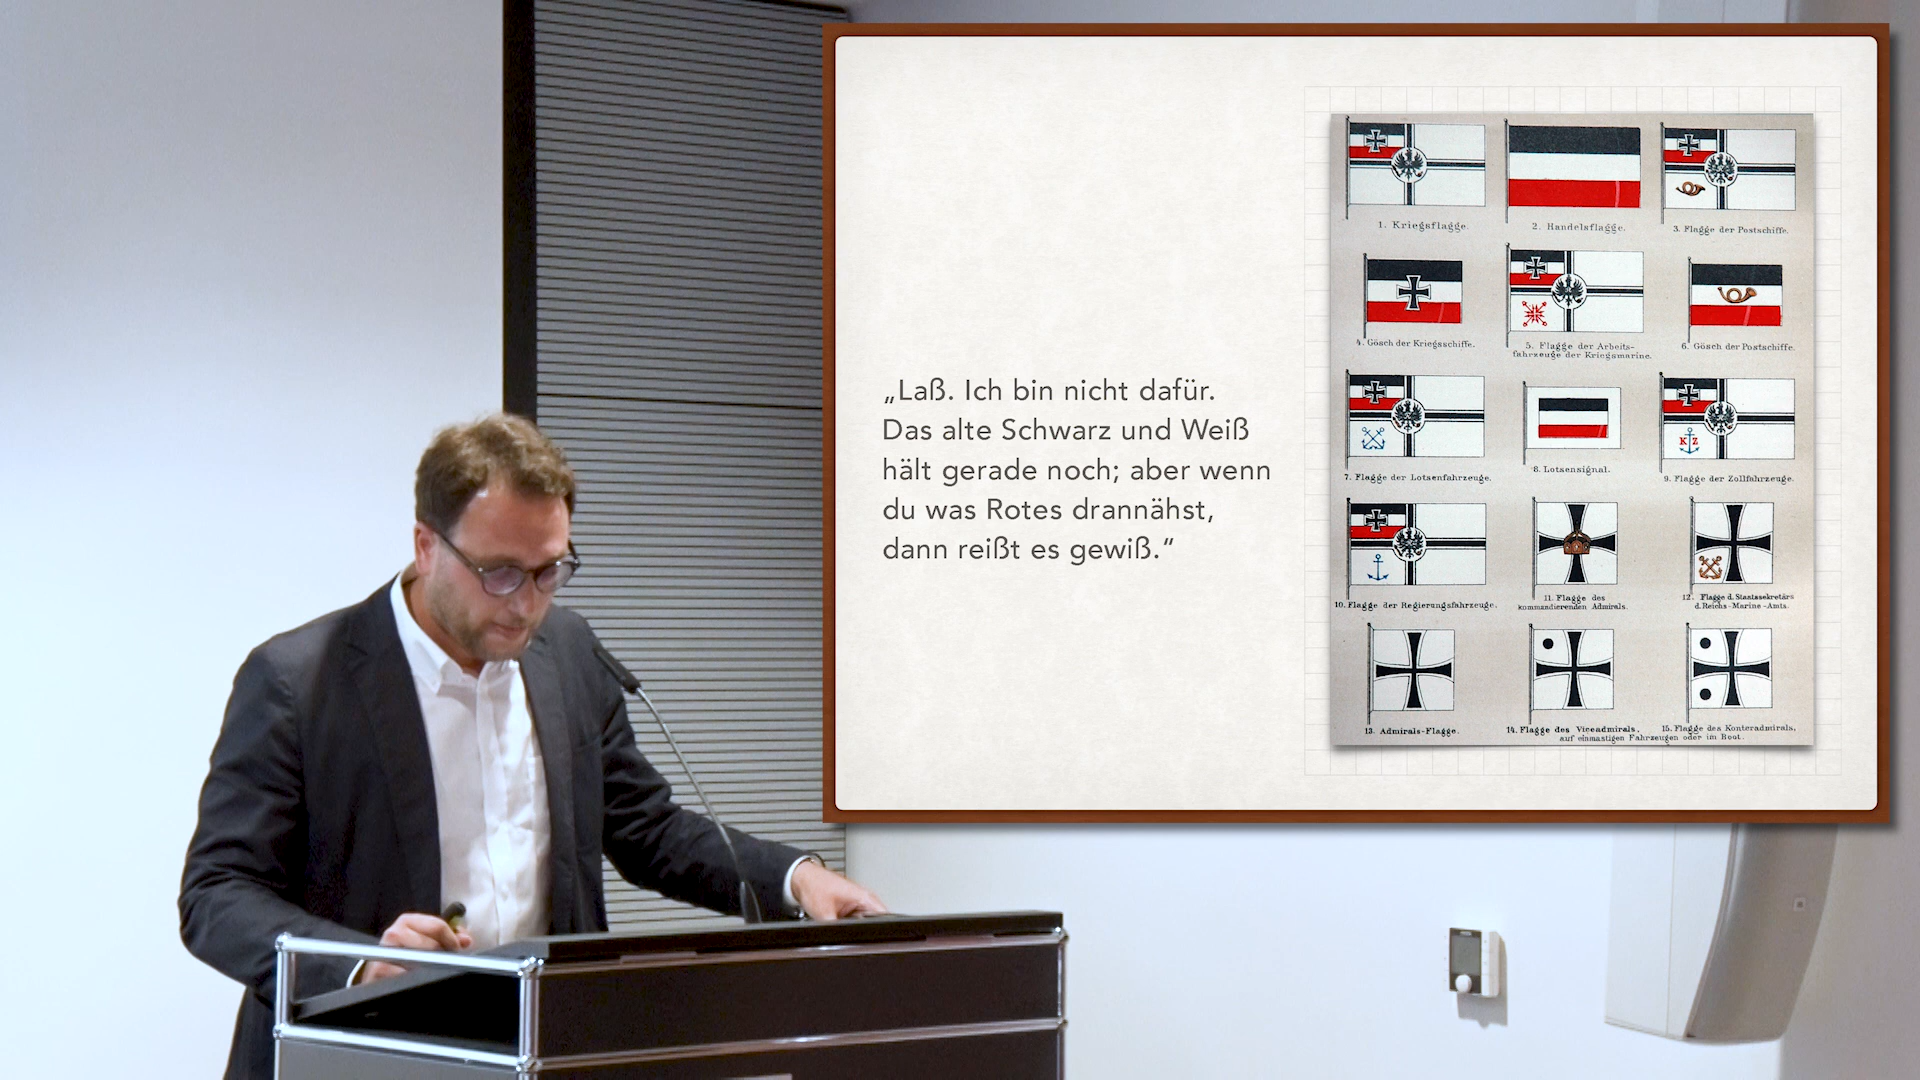 „Laß. Ich bin nicht dafür.
Das alte Schwarz und Weiß
hält gerade noch; aber wenn
du was Rotes drannähst,
dann reißt es gewiß.“
1. Kriegsflagge.
2. Handelsflagge.
3. Flagge der Postschiffe.
4. Gösch der Kriegsschiffe.
5. Flagge der Arbeits-
fahrzeuge der Kriegsmarine.
6. Gösch der Postschiffe.
K Z
7. Flagge der Lotsenfahrzeuge.
8. Lotsensignal.
9. Flagge der Zollfahrzeuge.
10. Flagge der Regierungsfahrzeuge.
11. Flagge des
kommandierenden Admirals.
12. Flagge d. Staatssekretärs
d. Reichs-Marine-Amts.
13. Admirals-Flagge.
14. Flagge des Viceadmirals,
15. Flagge des Konteradmirals,
auf einmastigen Fahrzeugen oder im Boot.